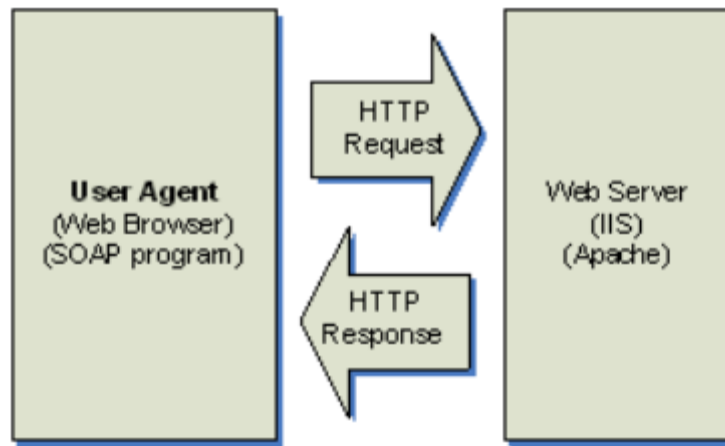 User Agent
(Web Browser)
(SOAP program)
HTTP
Request
HTTP
Response
Web Server
(IIS)
(Apache)